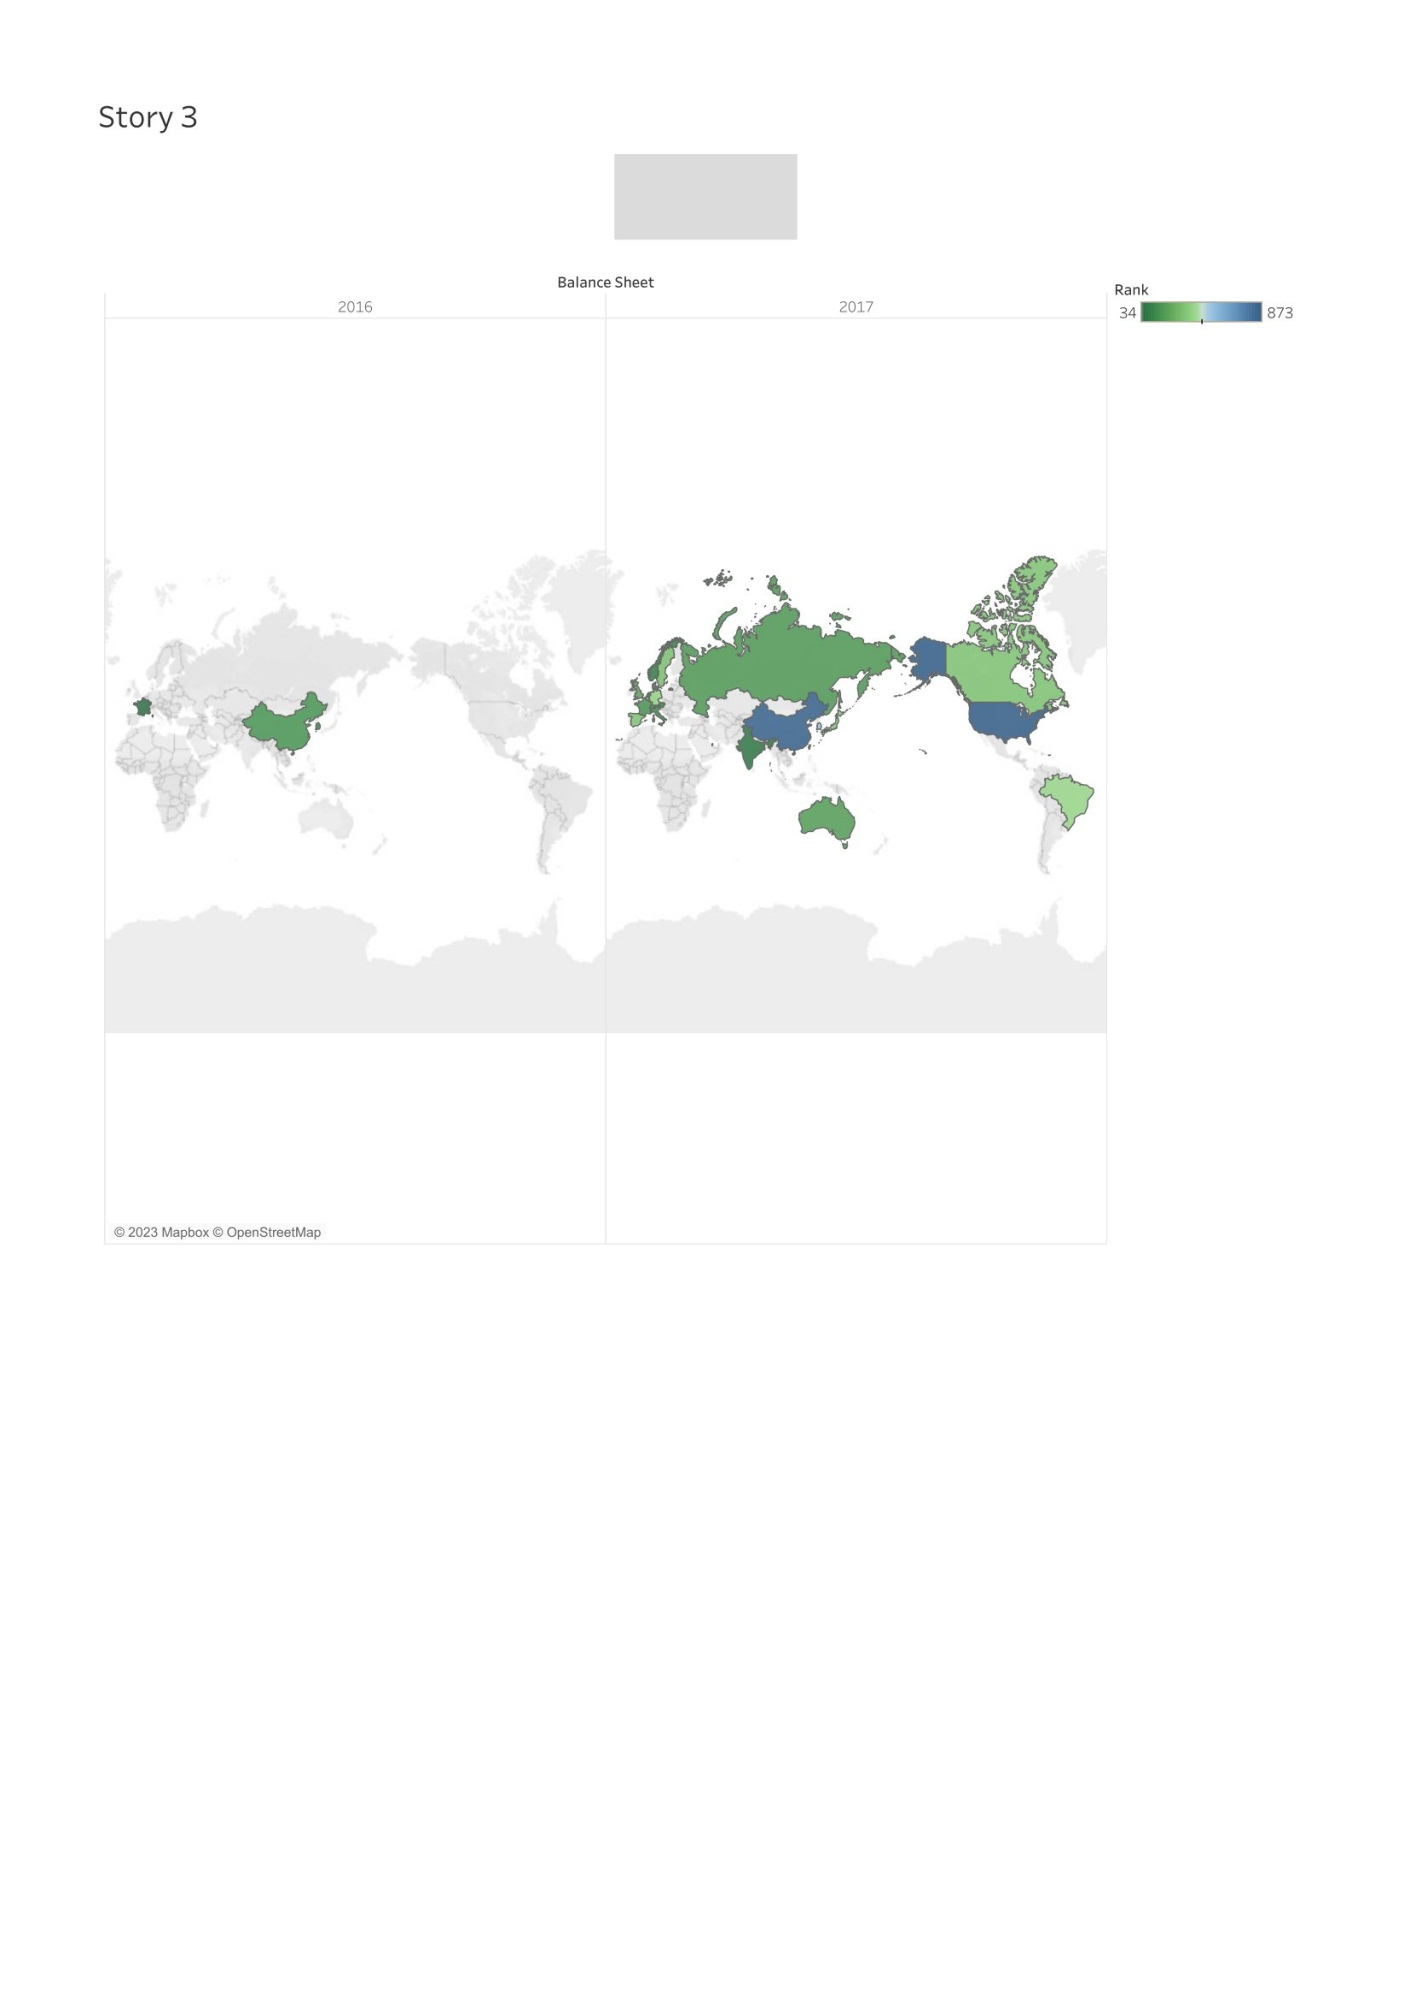 Story 3
Balance Sheet
2016 2017
Rank
34 873
© 2023 Mapbox © OpenStreetMap